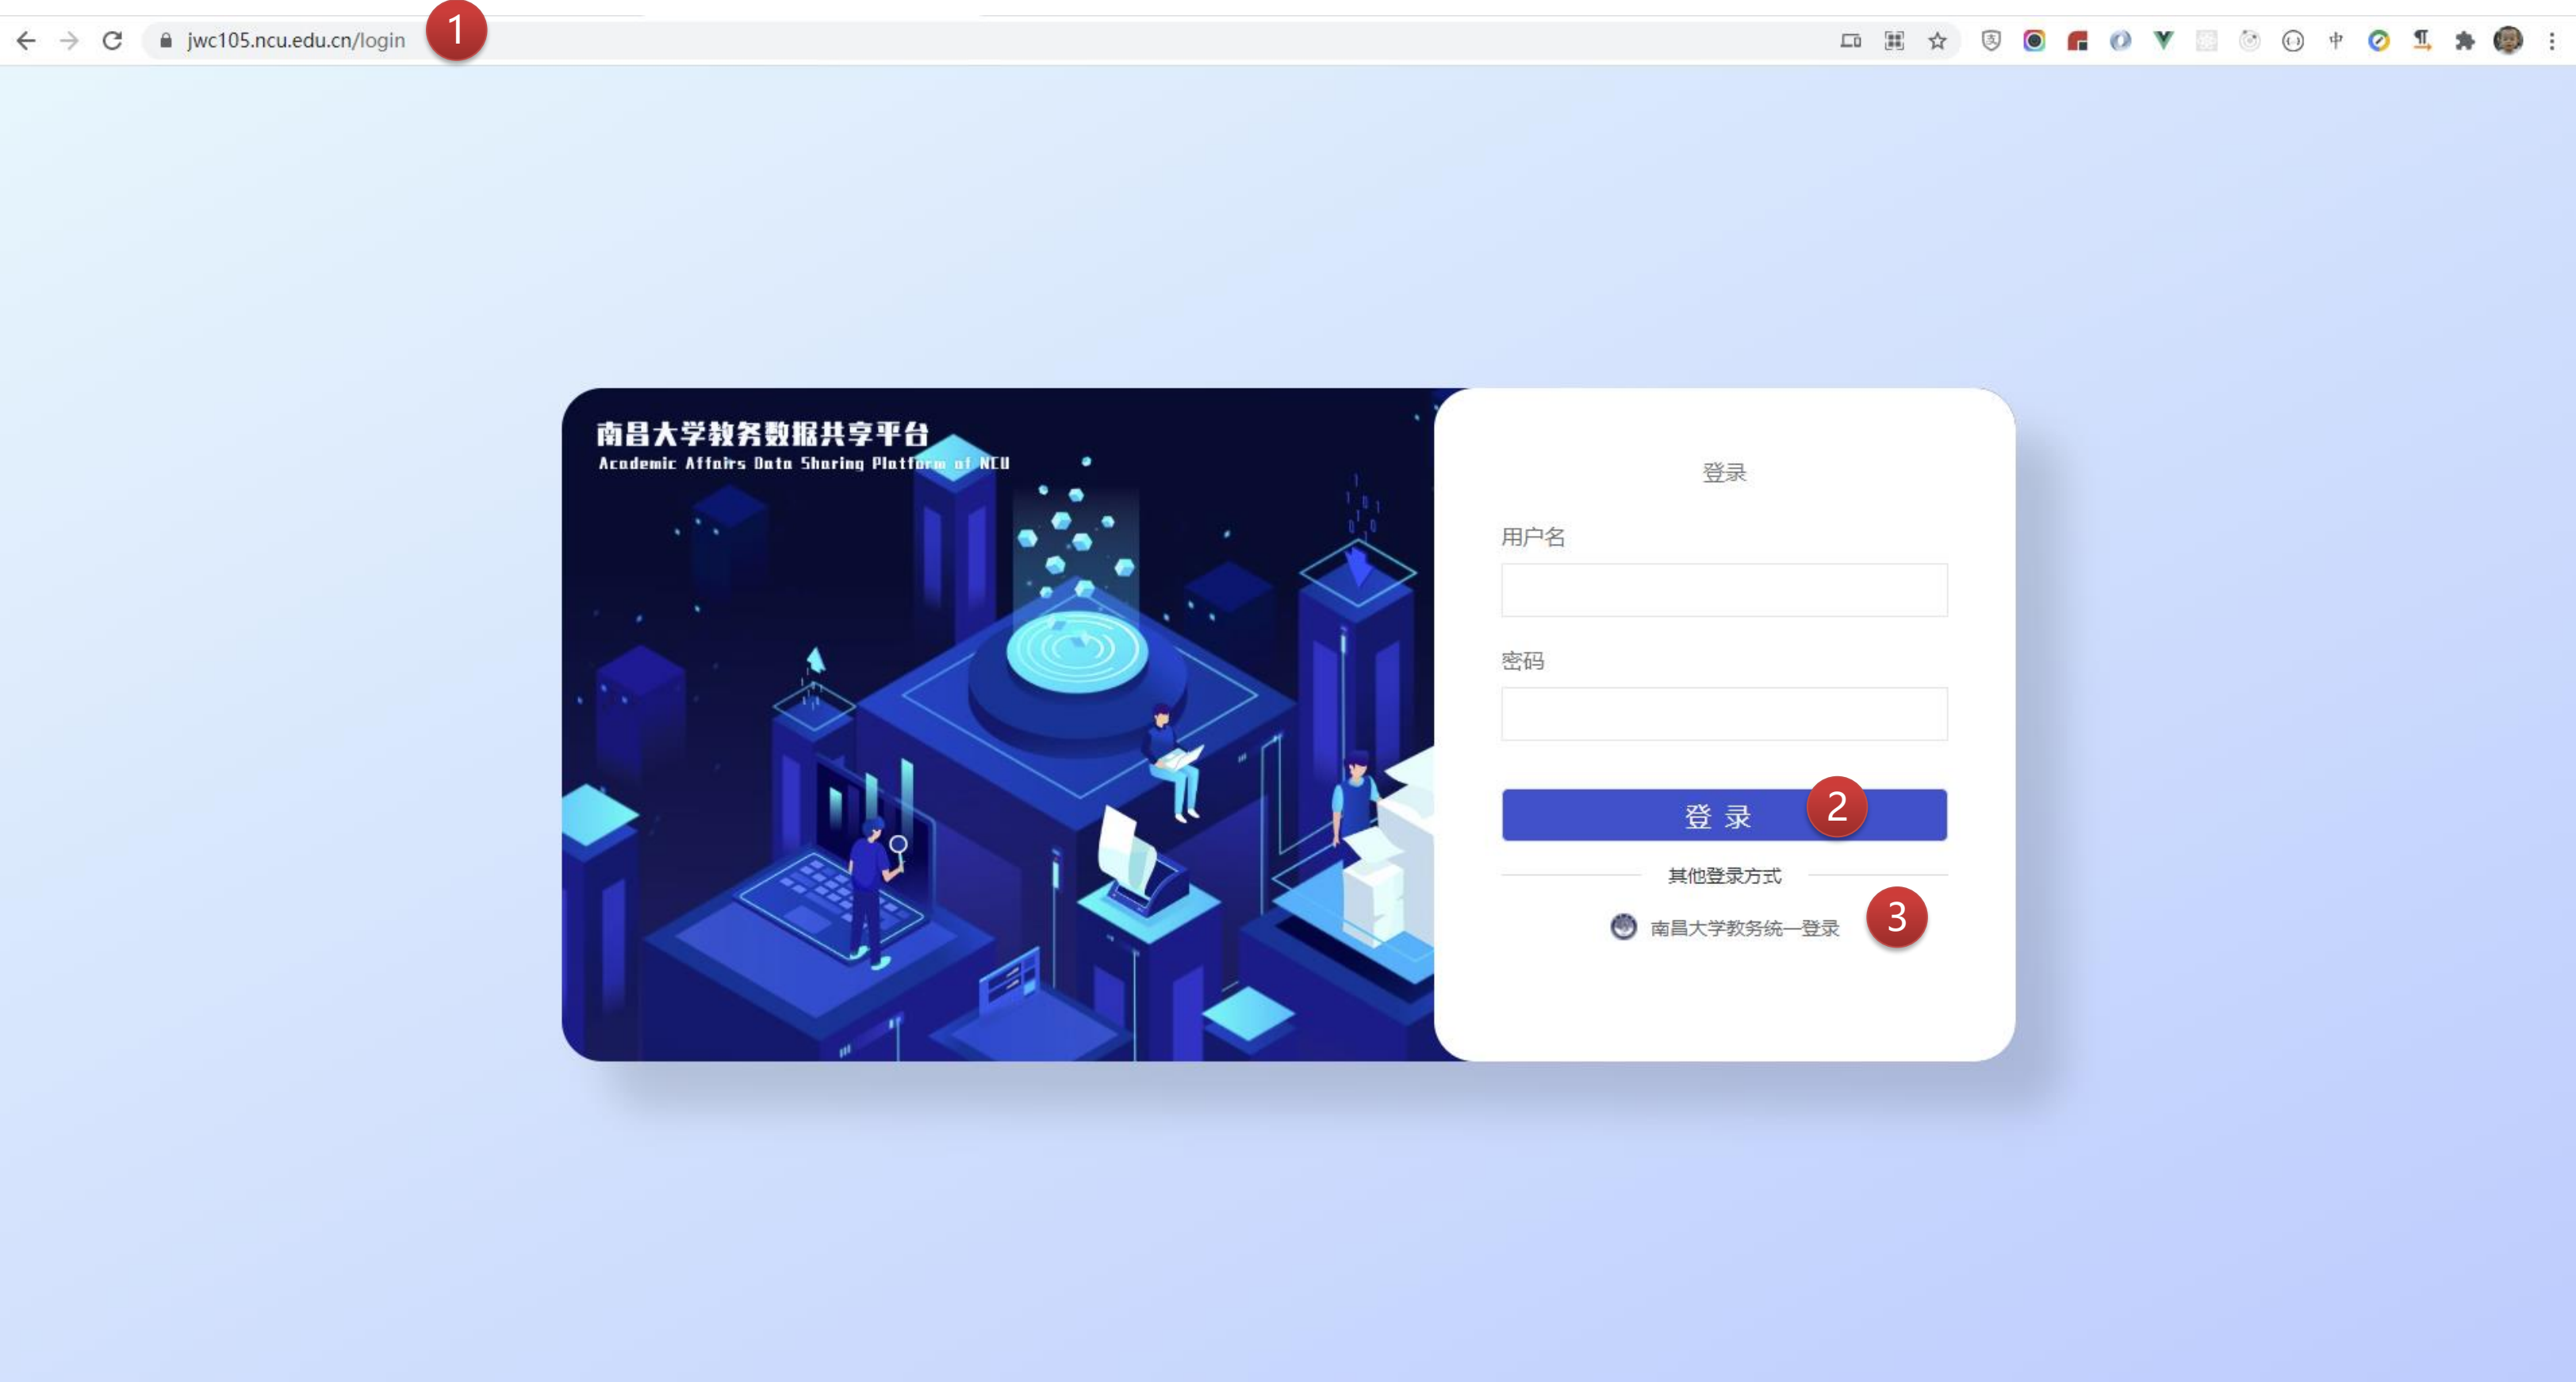 1
jwc105.ncu.edu.cn/login
南昌大学教务数据共享平台
Academic Affairs Data Sharing Platform of NCU
登录
用户名
密码
登 录
2
其他登录方式
南昌大学教务统一登录
3